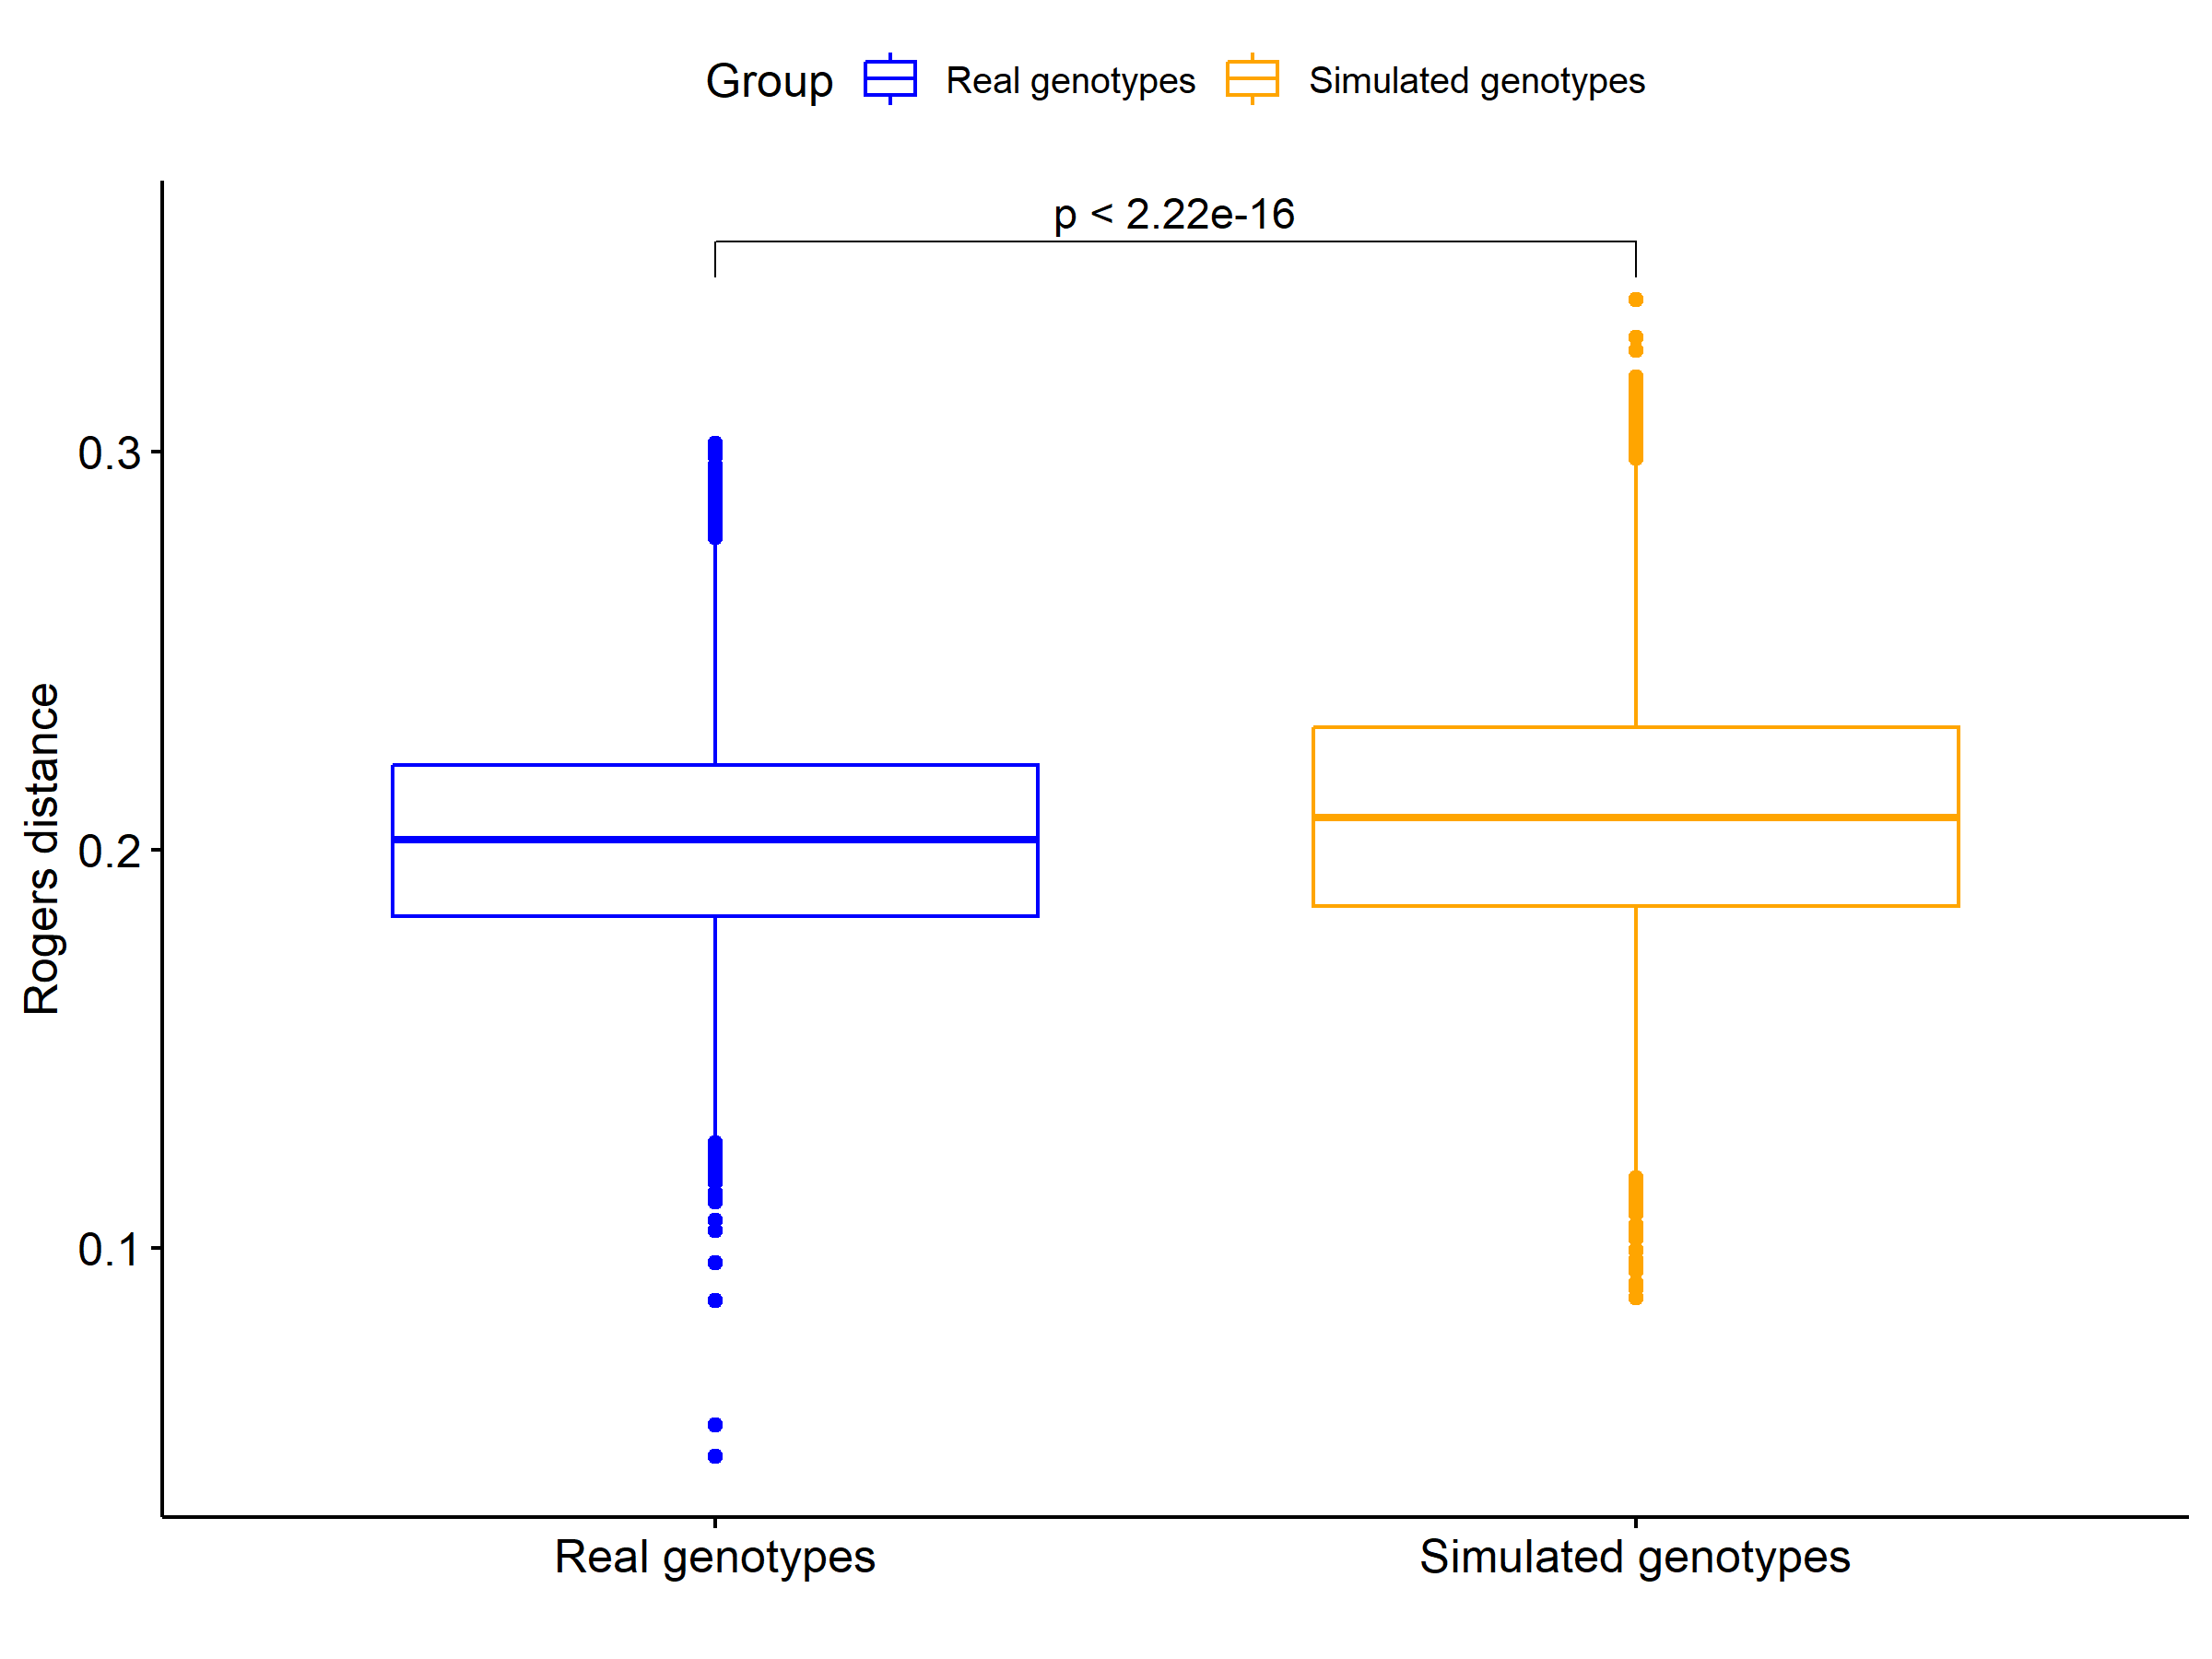 Group Real genotypes Simulated genotypes
p < 2.22e-16
0.3
0.2
0.1
Rogers distance
Real genotypes Simulated genotypes